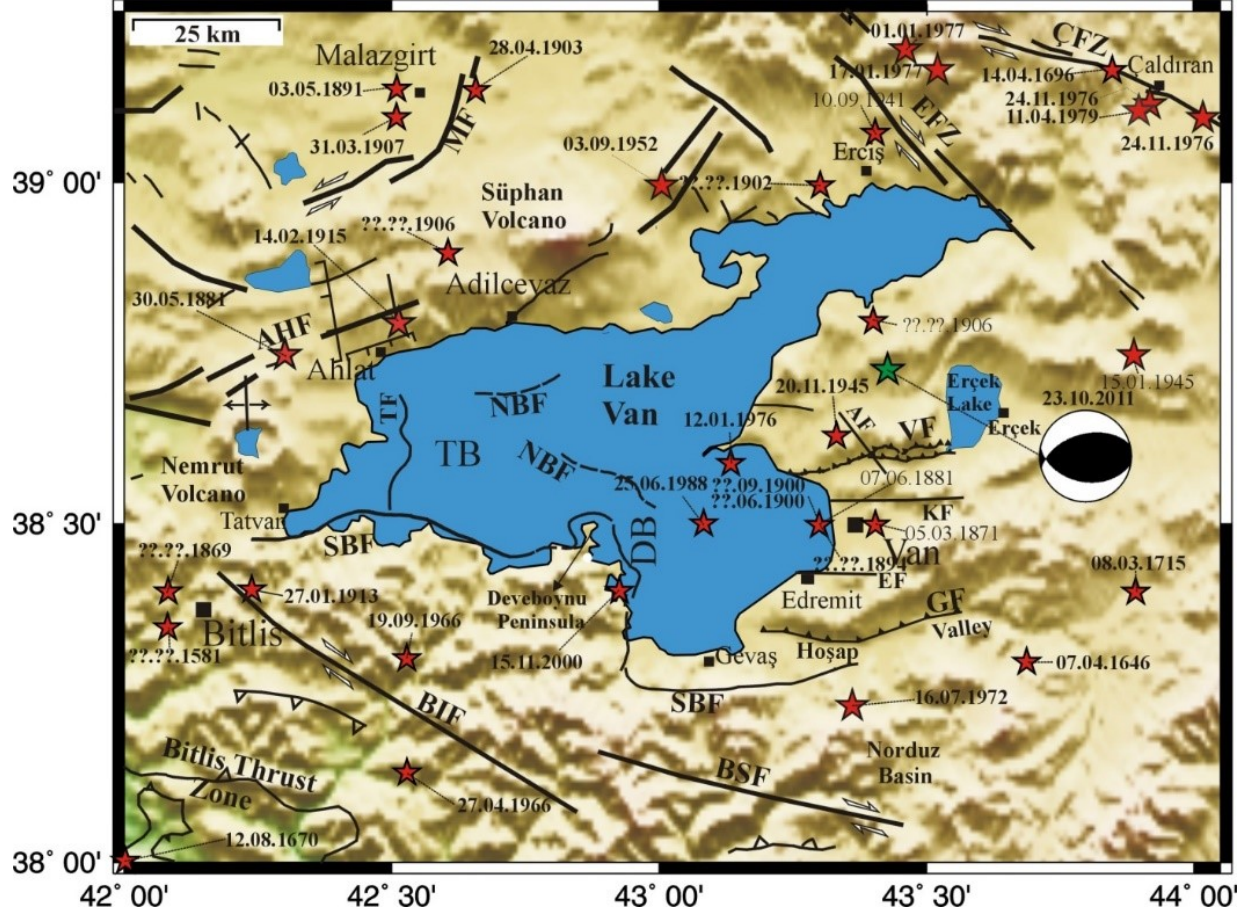 25 km
01.01.1977
ÇFZ
Malazgirt
28.04.1903
17.01.1977
14.04.1696
Çaldıran
03.05.1891
10.09.1941
EFZ
24.11.1976
11.04.1979
MF
31.03.1907
24.11.1976
03.09.1952
Erciş
39° 00'
??.??.1902
Süphan
Volcano
??.??.1906
14.02.1915
Adilcevaz
30.05.1881
AHF
??.??.1906
Ahlat
15.01.1945
Lake
Van
20.11.1945
Erçek
Lake
23.10.2011
NBF
TF
12.01.1976
AF
VF
Erçek
TB
NBF
Nemrut
Volcano
25.06.1988
??.09.1900
??.06.1900
07.06.1881
Tatvan
KF
38° 30'
SBF
DB
05.03.1871
Van
??.??.1869
??.??.1894
EF
08.03.1715
27.01.1913
Deveboynu
Peninsula
Edremit
GF
Valley
Bitlis
19.09.1966
??.??.1581
15.11.2000
Gevaş
Hoşap
07.04.1646
SBF
16.07.1972
BIF
Norduz
Basin
Bitlis Thrust
Zone
BSF
27.04.1966
12.08.1670
38° 00'
42° 00'
42° 30'
43° 00'
43° 30'
44° 00'